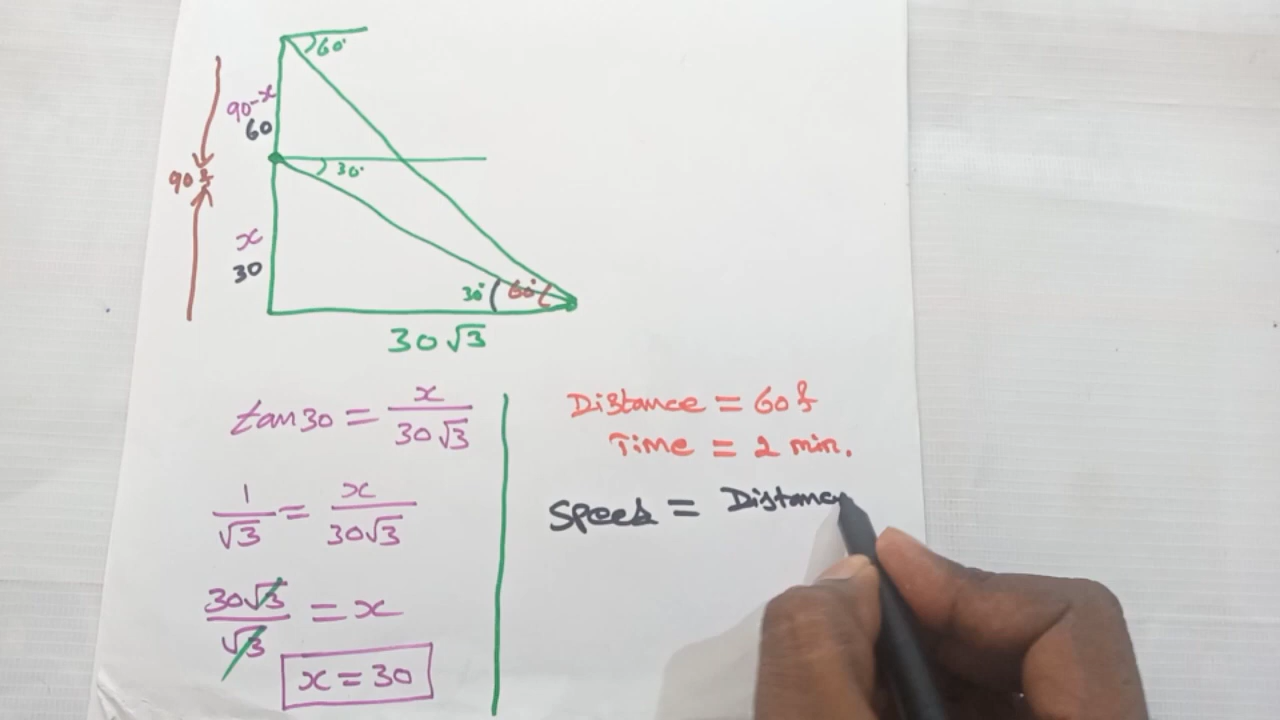 60°
90-x
60
30°
90 f
x
30
30° 60°
30√3
tan30 = x / 30√3
1 / √3 = x / 30√3
30√3 / √3 = x
x = 30
Distance = 60 f
Time = 2 min.
Speed = Distance